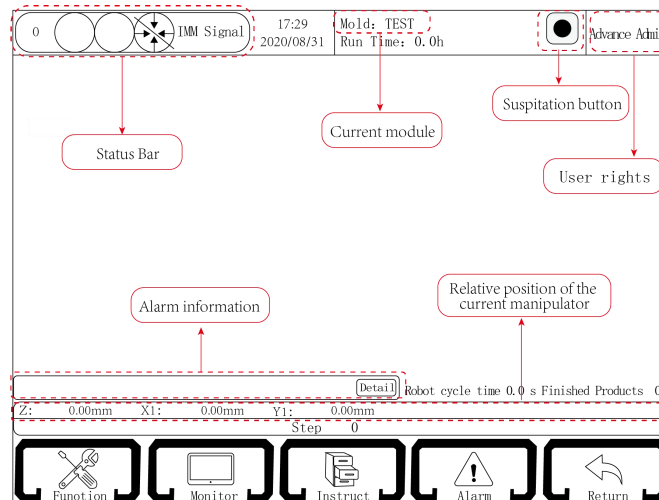 0 IMM Signal 17:29 Mold: TEST Advance Admi
2020/08/31 Run Time: 0.0h
Suspitation button
Current module
Status Bar
User rights
Relative position of the
current manipulator
Alarm information
Detail Robot cycle time 0.0 s Finished Products 0
Z: 0.00mm X1: 0.00mm Y1: 0.00mm
Step 0
Funotion Monitor Instruct Alarm Return